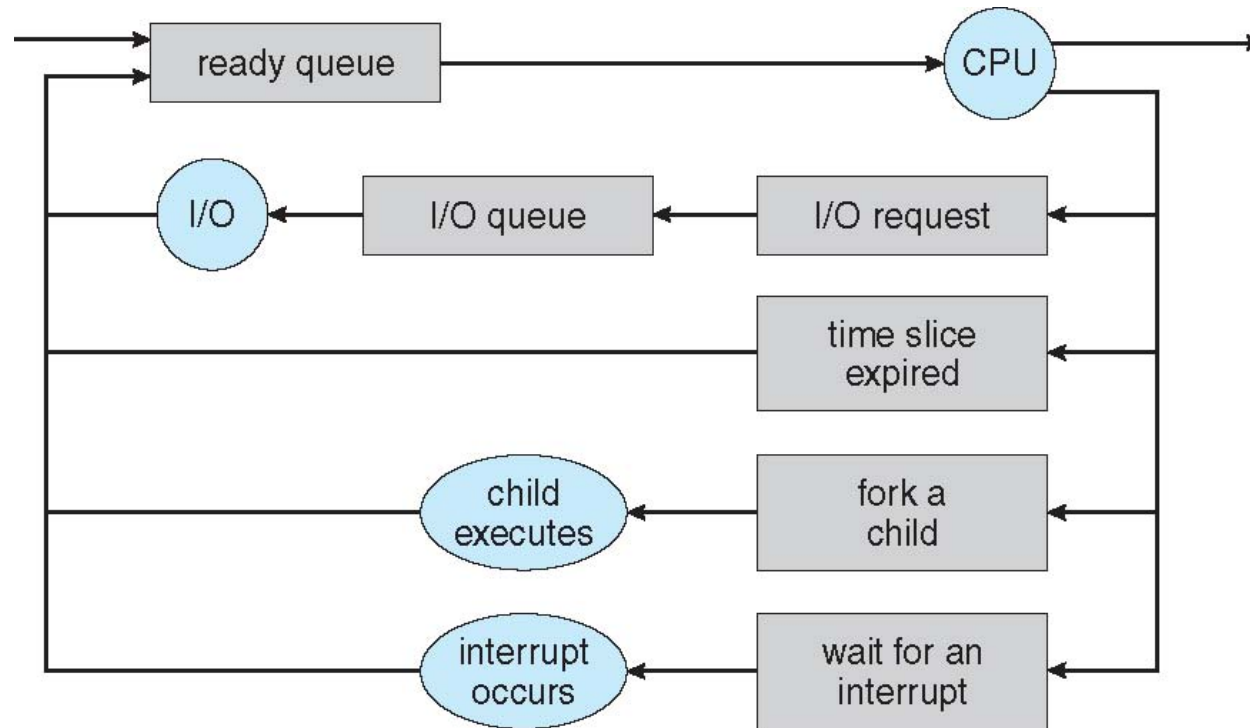 ready queue
CPU
I/O
I/O queue
I/O request
time slice
expired
child
executes
fork a
child
interrupt
occurs
wait for an
interrupt